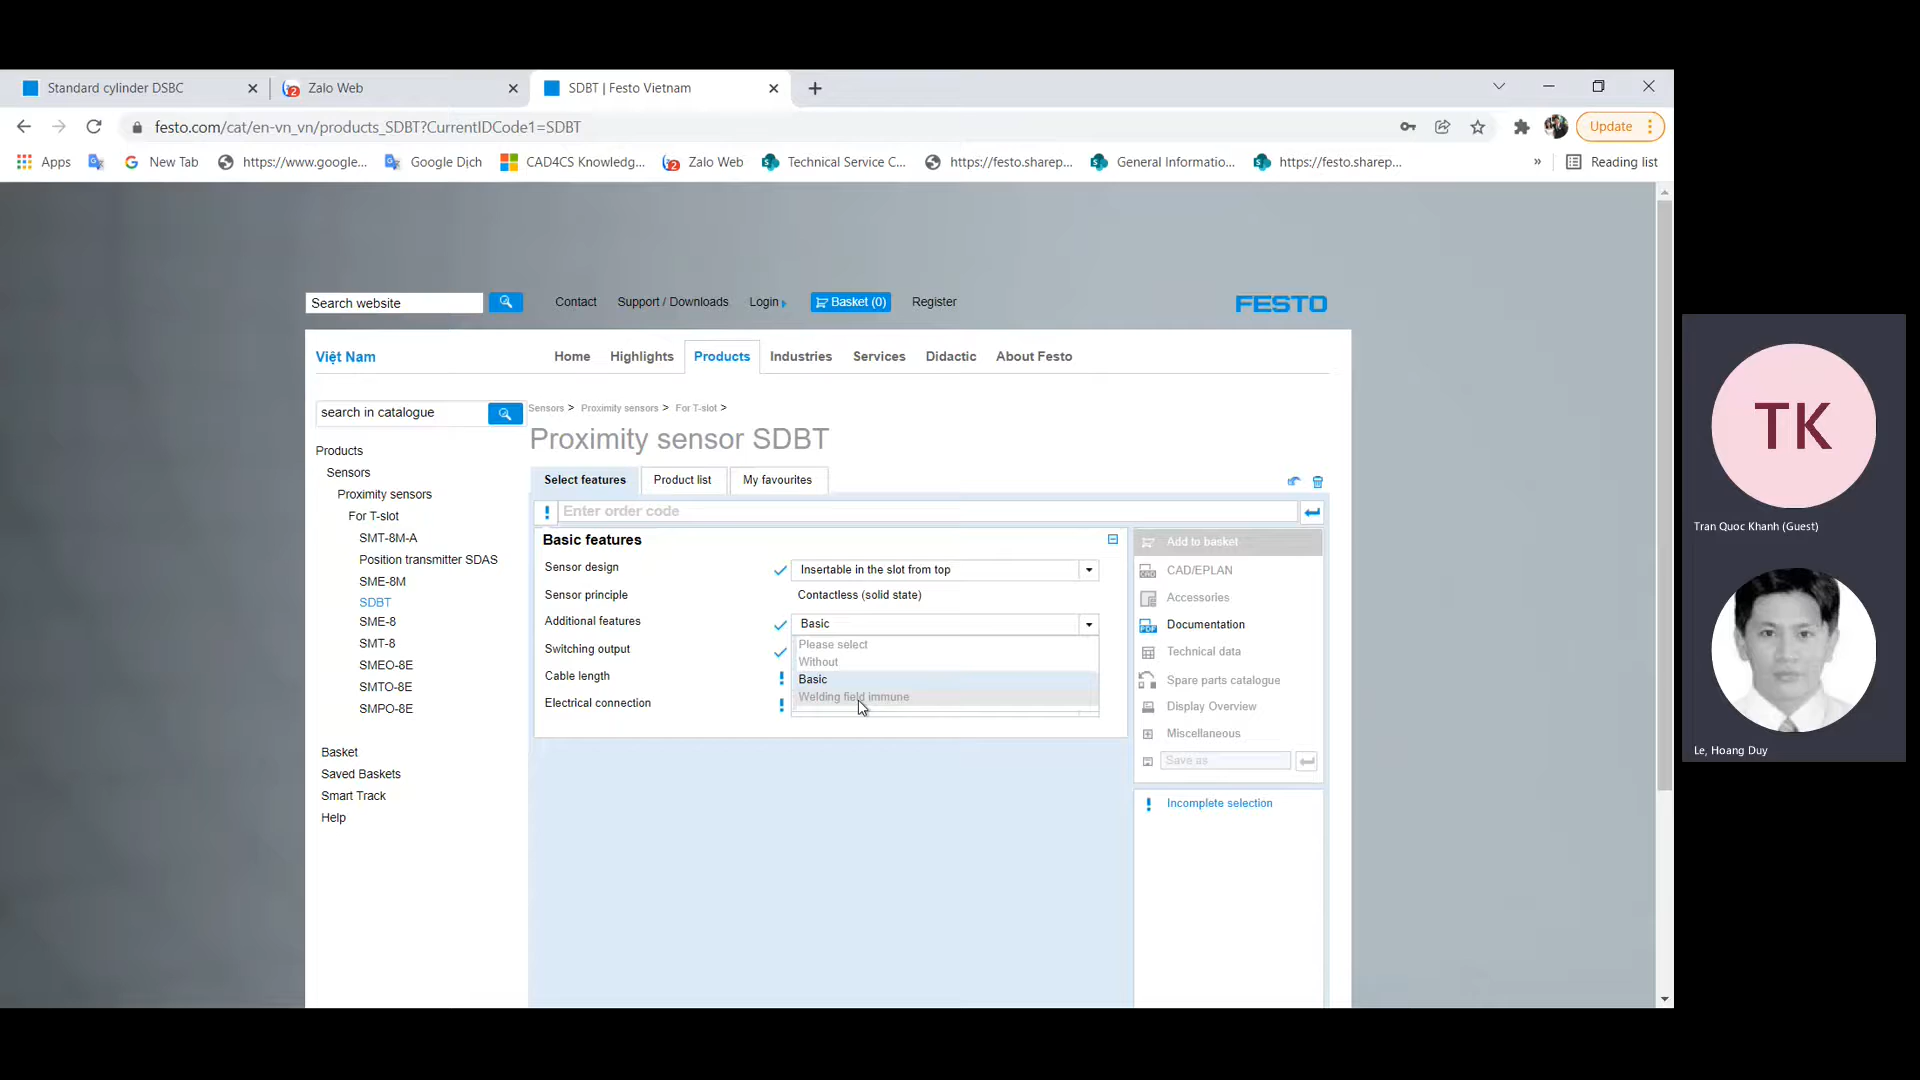 Standard cylinder DSBC
Zalo Web
SDBT | Festo Vietnam
festo.com/cat/en-vn_vn/products_SDBT?CurrentIDCode1=SDBT
Update
Apps
New Tab
https://www.google...
Google Dịch
CAD4CS Knowledg...
Zalo Web
Technical Service C...
https://festo.sharep...
General Informatio...
https://festo.sharep...
»
Reading list
Search website
Contact
Support / Downloads
Login
Basket (0)
Register
FESTO
Việt Nam
Home
Highlights
Products
Industries
Services
Didactic
About Festo
search in catalogue
Sensors > Proximity sensors > For T-slot >
Proximity sensor SDBT
Products
Sensors
Proximity sensors
For T-slot
SMT-8M-A
Position transmitter SDAS
SME-8M
SDBT
SME-8
SMT-8
SMEO-8E
SMTO-8E
SMPO-8E
Basket
Saved Baskets
Smart Track
Help
Select features
Product list
My favourites
Enter order code
Basic features
Sensor design
Insertable in the slot from top
Sensor principle
Contactless (solid state)
Additional features
Basic
Switching output
Cable length
Electrical connection
Please select
Without
Basic
Welding field immune
Add to basket
CAD/EPLAN
Accessories
Documentation
Technical data
Spare parts catalogue
Display Overview
Miscellaneous
Save as
Incomplete selection
TK
Tran Quoc Khanh (Guest)
Le, Hoang Duy